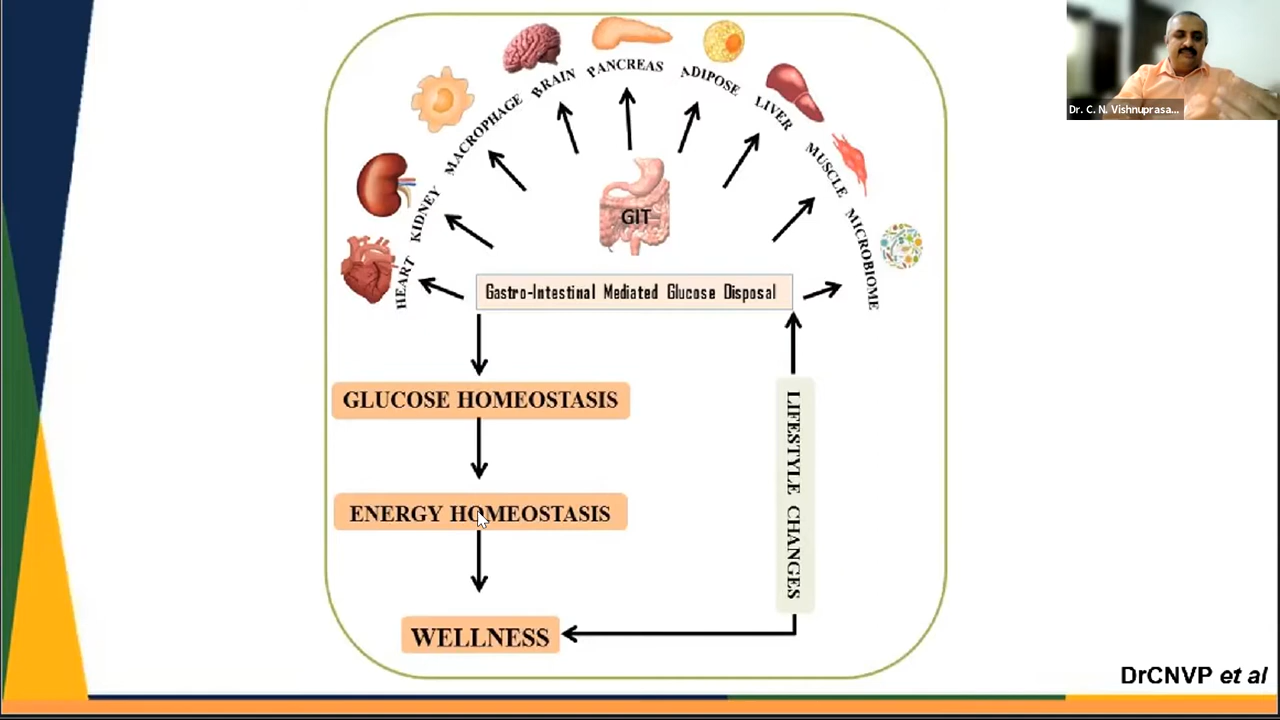 HEART
KIDNEY
MACROPHAGE
BRAIN
PANCREAS
ADIPOSE
LIVER
MUSCLE
MICROBIOME
GIT
Gastro-Intestinal Mediated Glucose Disposal
GLUCOSE HOMEOSTASIS
ENERGY HOMEOSTASIS
WELLNESS
LIFESTYLE CHANGES
Dr. C. N. Vishnuprasa...
DrCNVP et al